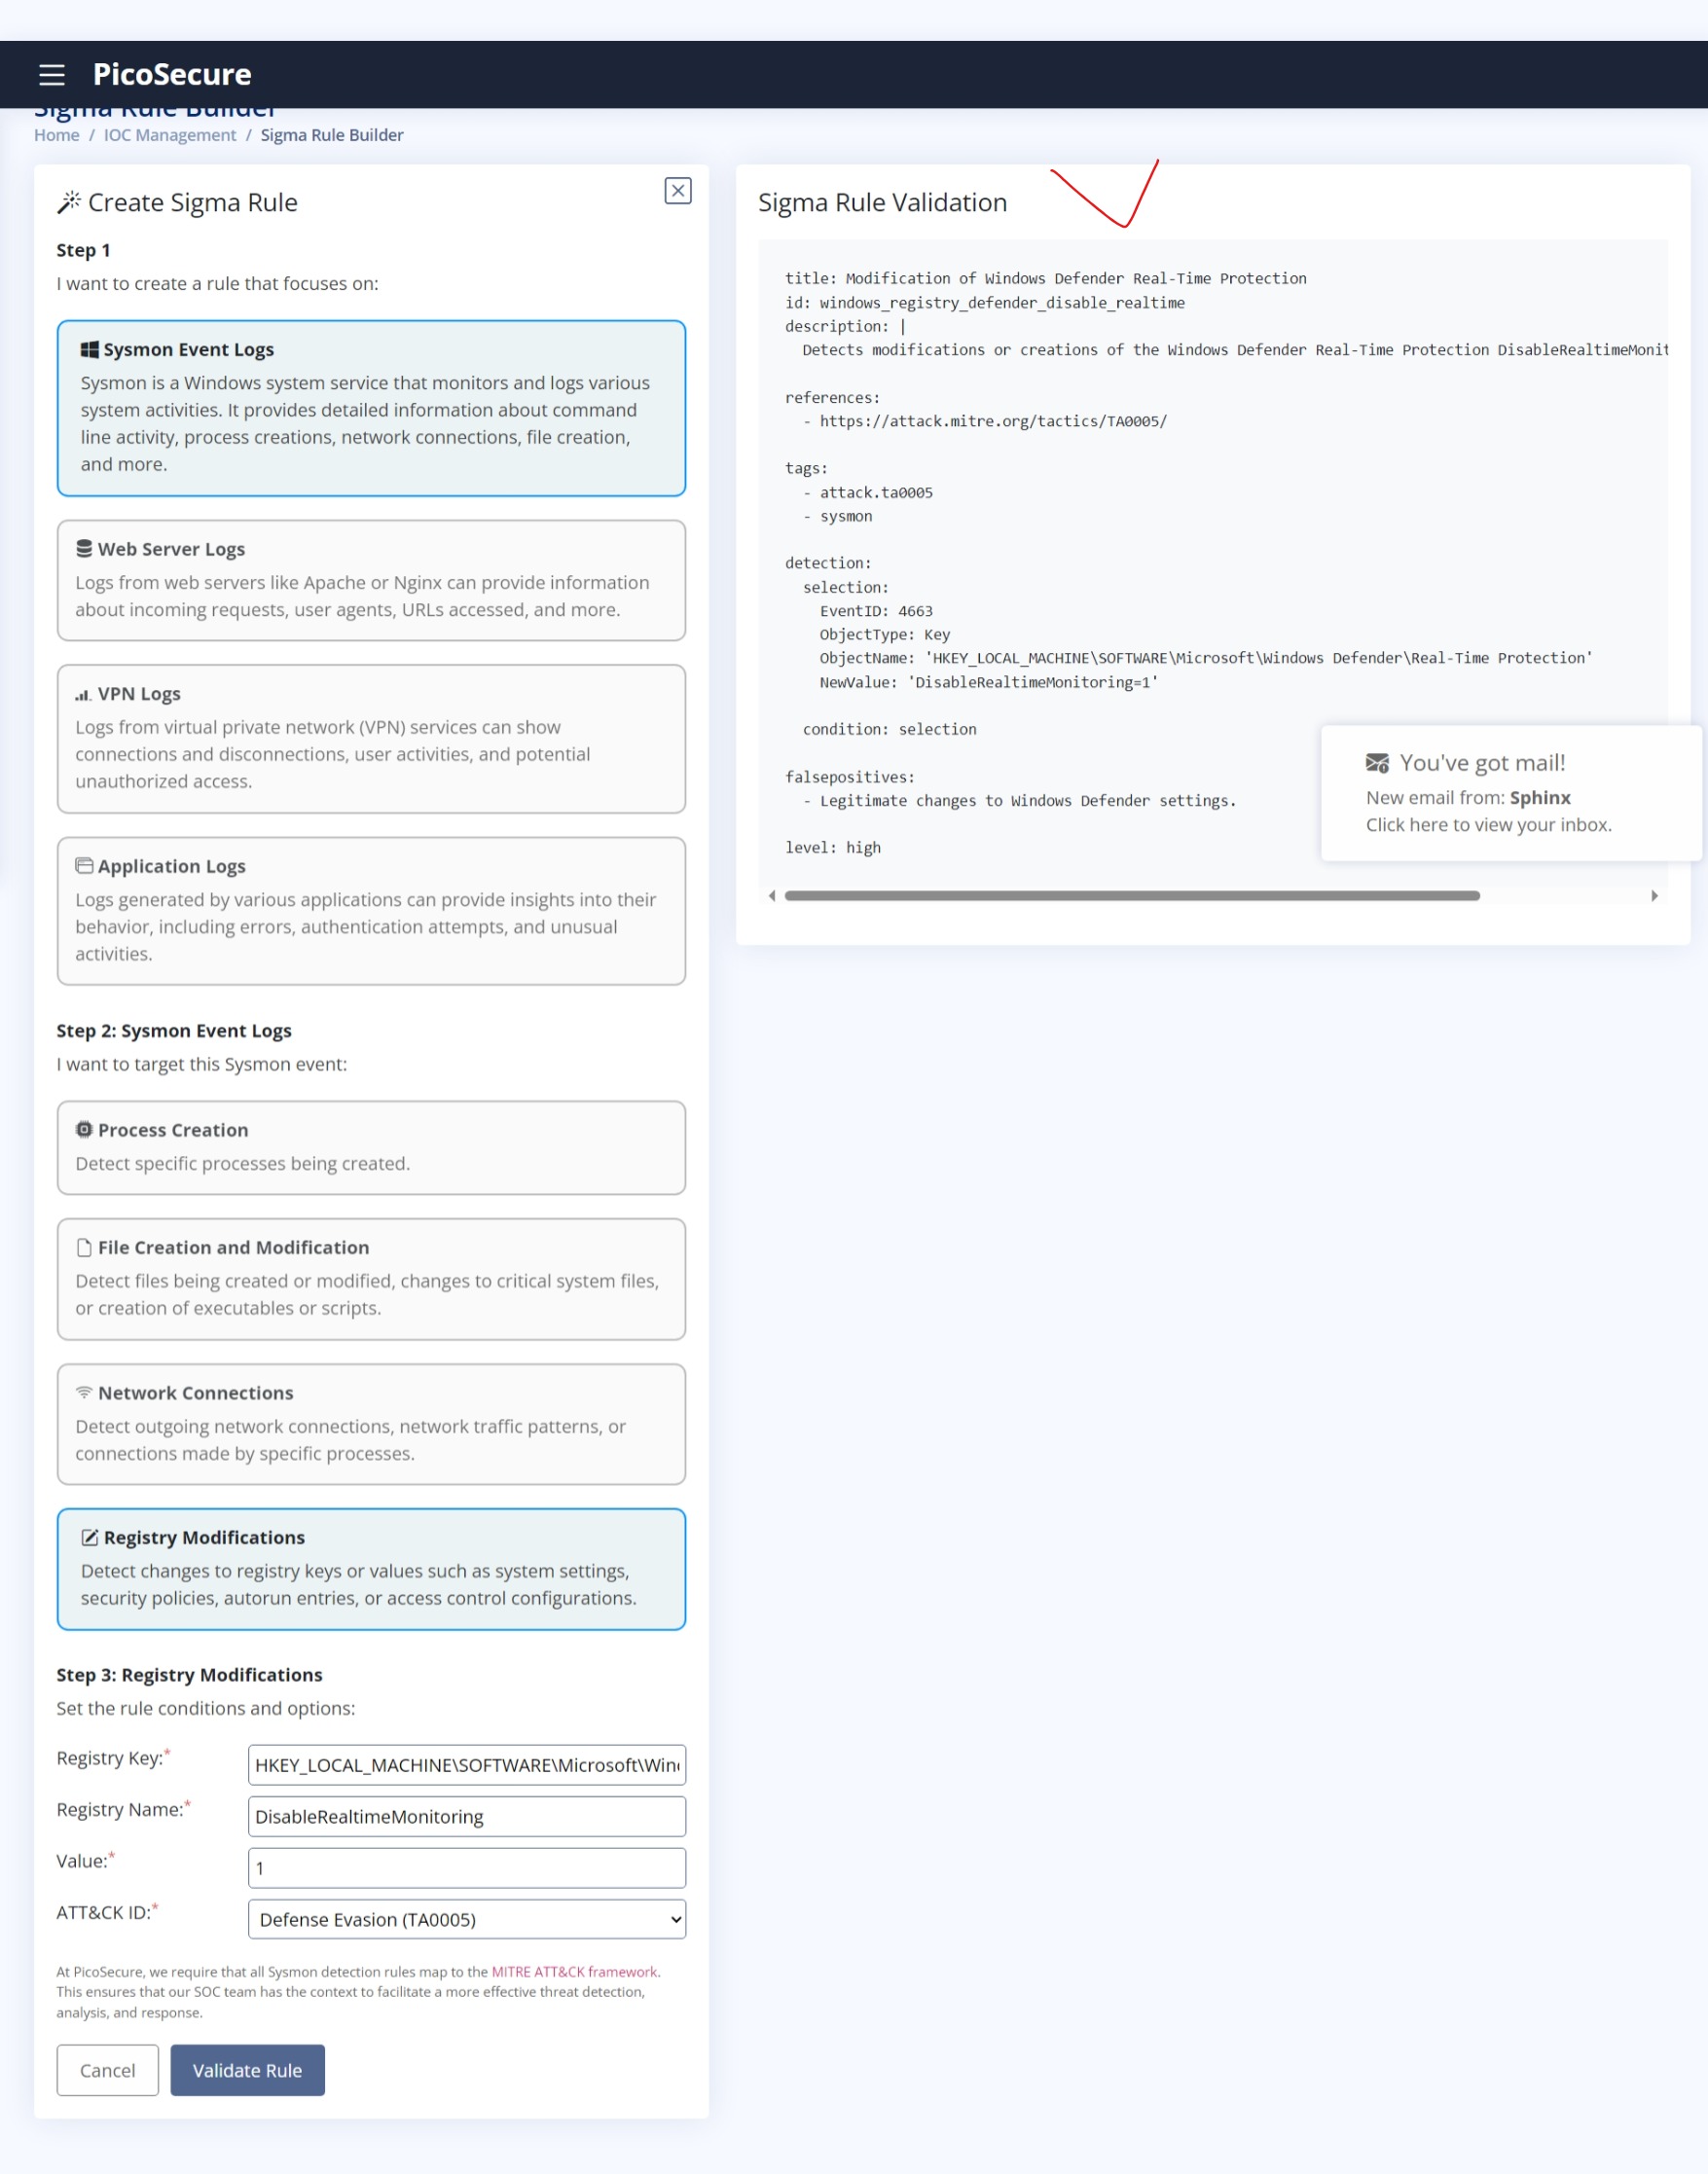 PicoSecure
Sigma Rule Builder
Home / IOC Management / Sigma Rule Builder
Create Sigma Rule
Step 1
I want to create a rule that focuses on:
Sysmon Event Logs
Sysmon is a Windows system service that monitors and logs various
system activities. It provides detailed information about command
line activity, process creations, network connections, file creation,
and more.
Web Server Logs
Logs from web servers like Apache or Nginx can provide information
about incoming requests, user agents, URLs accessed, and more.
VPN Logs
Logs from virtual private network (VPN) services can show
connections and disconnections, user activities, and potential
unauthorized access.
Application Logs
Logs generated by various applications can provide insights into their
behavior, including errors, authentication attempts, and unusual
activities.
Step 2: Sysmon Event Logs
I want to target this Sysmon event:
Process Creation
Detect specific processes being created.
File Creation and Modification
Detect files being created or modified, changes to critical system files,
or creation of executables or scripts.
Network Connections
Detect outgoing network connections, network traffic patterns, or
connections made by specific processes.
Registry Modifications
Detect changes to registry keys or values such as system settings,
security policies, autorun entries, or access control configurations.
Step 3: Registry Modifications
Set the rule conditions and options:
Registry Key:* HKEY_LOCAL_MACHINE\SOFTWARE\Microsoft\Win
Registry Name:* DisableRealtimeMonitoring
Value:* 1
ATT&CK ID:* Defense Evasion (TA0005)
At PicoSecure, we require that all Sysmon detection rules map to the MITRE ATT&CK framework.
This ensures that our SOC team has the context to facilitate a more effective threat detection,
analysis, and response.
Cancel Validate Rule
Sigma Rule Validation
title: Modification of Windows Defender Real-Time Protection
id: windows_registry_defender_disable_realtime
description: |
Detects modifications or creations of the Windows Defender Real-Time Protection DisableRealtimeMonit
references:
- https://attack.mitre.org/tactics/TA0005/
tags:
- attack.ta0005
- sysmon
detection:
selection:
EventID: 4663
ObjectType: Key
ObjectName: 'HKEY_LOCAL_MACHINE\SOFTWARE\Microsoft\Windows Defender\Real-Time Protection'
NewValue: 'DisableRealtimeMonitoring=1'
condition: selection
falsepositives:
- Legitimate changes to Windows Defender settings.
level: high
You've got mail!
New email from: Sphinx
Click here to view your inbox.